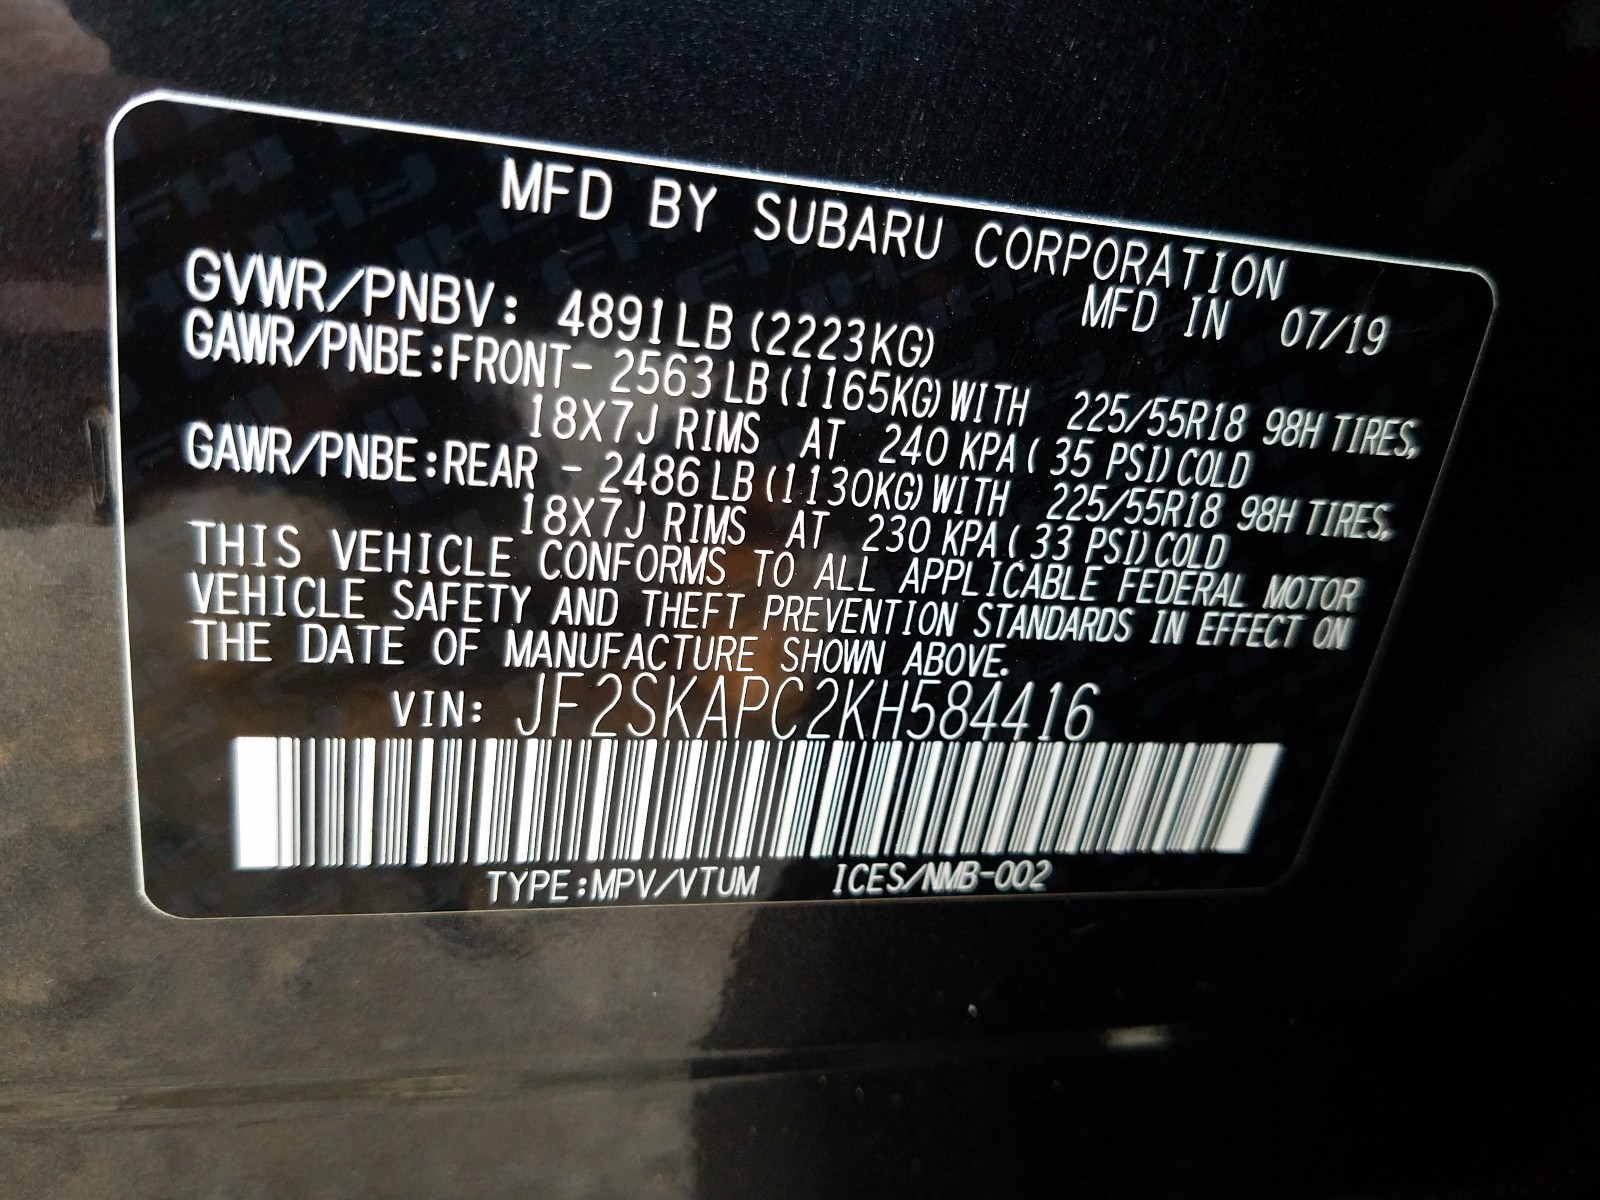 MFD BY SUBARU CORPORATION
MFD IN 07/19
GVWR/PNBV: 4891LB (2223KG)
GAWR/PNBE:FRONT- 2563 LB (1165KG) WITH 225/55R18 98H TIRES,
18X7J RIMS AT 240 KPA ( 35 PSI) COLD
GAWR/PNBE:REAR - 2486 LB (1130KG) WITH 225/55R18 98H TIRES,
18X7J RIMS AT 230 KPA ( 33 PSI) COLD
THIS VEHICLE CONFORMS TO ALL APPLICABLE FEDERAL MOTOR
VEHICLE SAFETY AND THEFT PREVENTION STANDARDS IN EFFECT ON
THE DATE OF MANUFACTURE SHOWN ABOVE.
VIN: JF2SKAPC2KH584416
TYPE:MPV/VTUM ICES/NMB-002